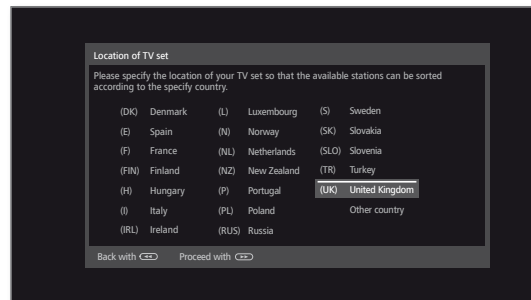 Location of TV set
Please specify the location of your TV set so that the available stations can be sorted
according to the specify country.
(DK) Denmark (L) Luxembourg (S) Sweden
(E) Spain (N) Norway (SK) Slovakia
(F) France (NL) Netherlands (SLO) Slovenia
(FIN) Finland (NZ) New Zealand (TR) Turkey
(H) Hungary (P) Portugal (UK) United Kingdom
(I) Italy (PL) Poland Other country
(IRL) Ireland (RUS) Russia
Back with Proceed with